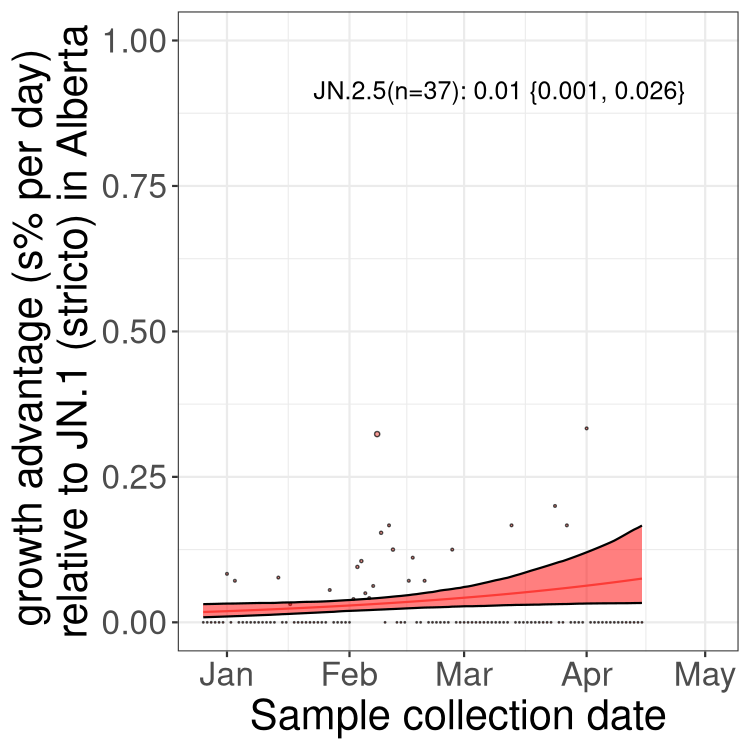 growth advantage (s% per day)
relative to JN.1 (stricto) in Alberta
1.00
0.75
0.50
0.25
0.00
JN.2.5(n=37): 0.01 {0.001, 0.026}
Jan
Feb
Mar
Apr
May
Sample collection date